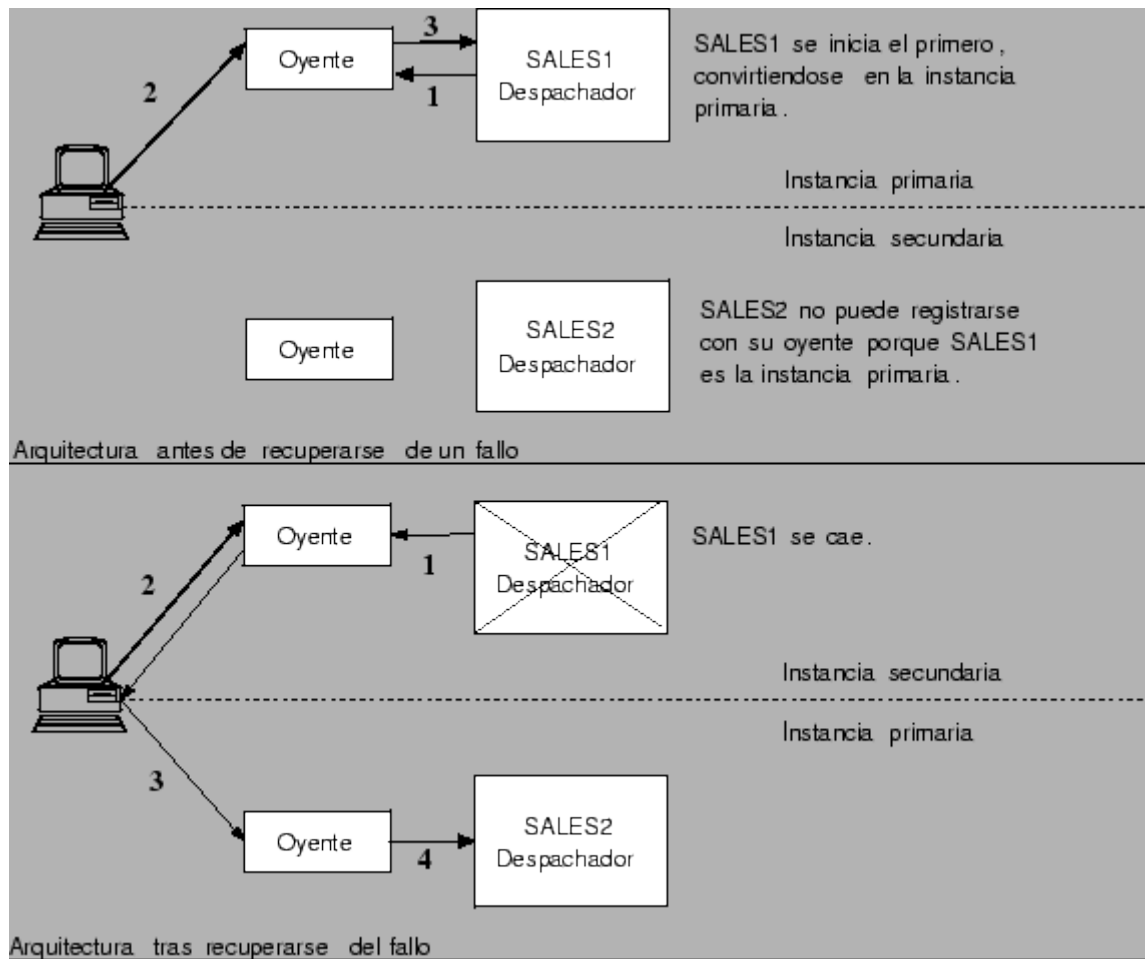 3
Oyente
SALES1
Despachador
SALES1 se inicia el primero,
convirtiendose en la instancia
primaria.
2
1
Instancia primaria
Instancia secundaria
Oyente
SALES2
Despachador
SALES2 no puede registrarse
con su oyente porque SALES1
es la instancia primaria.
Arquitectura antes de recuperarse de un fallo
Oyente
1
SALES1
Despachador
SALES1 se cae.
2
Instancia secundaria
Instancia primaria
3
Oyente
4
SALES2
Despachador
Arquitectura tras recuperarse del fallo